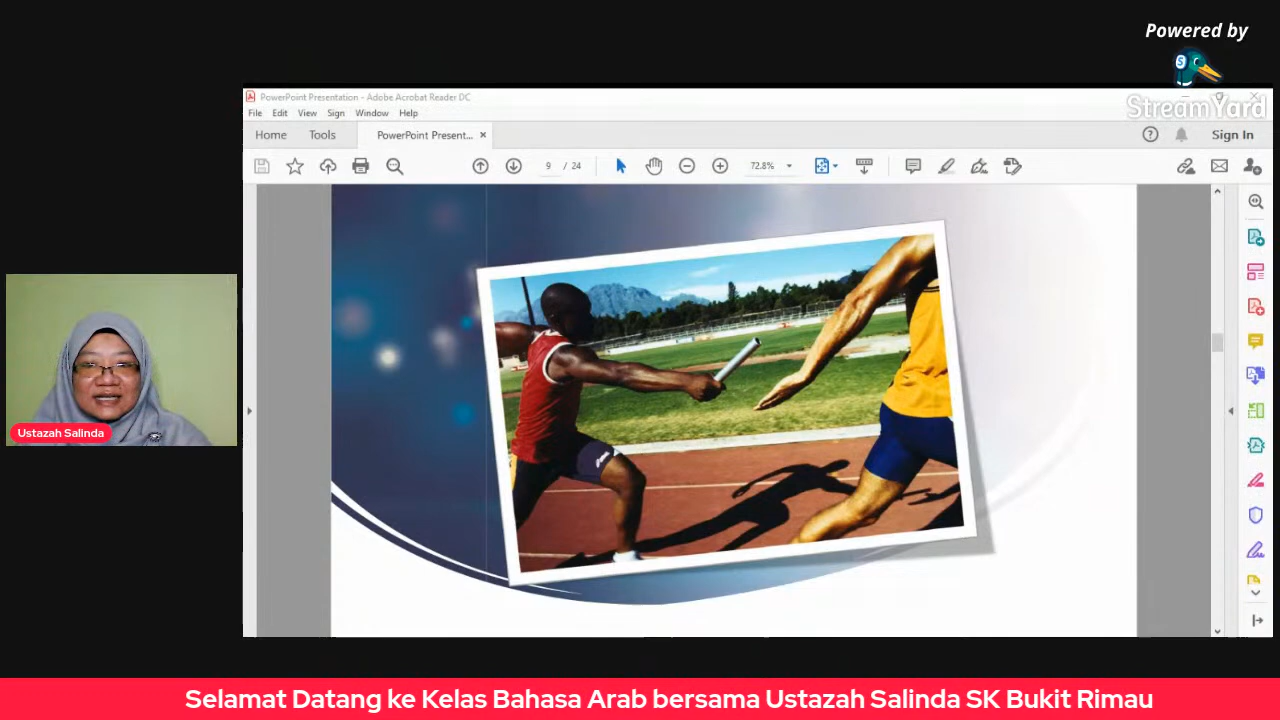 Powered by
StreamYard
PowerPoint Presentation - Adobe Acrobat Reader DC
File Edit View Sign Window Help
Home Tools PowerPoint Present... Sign In
9 / 24 72.8%
asics
Ustazah Salinda
Selamat Datang ke Kelas Bahasa Arab bersama Ustazah Salinda SK Bukit Rimau